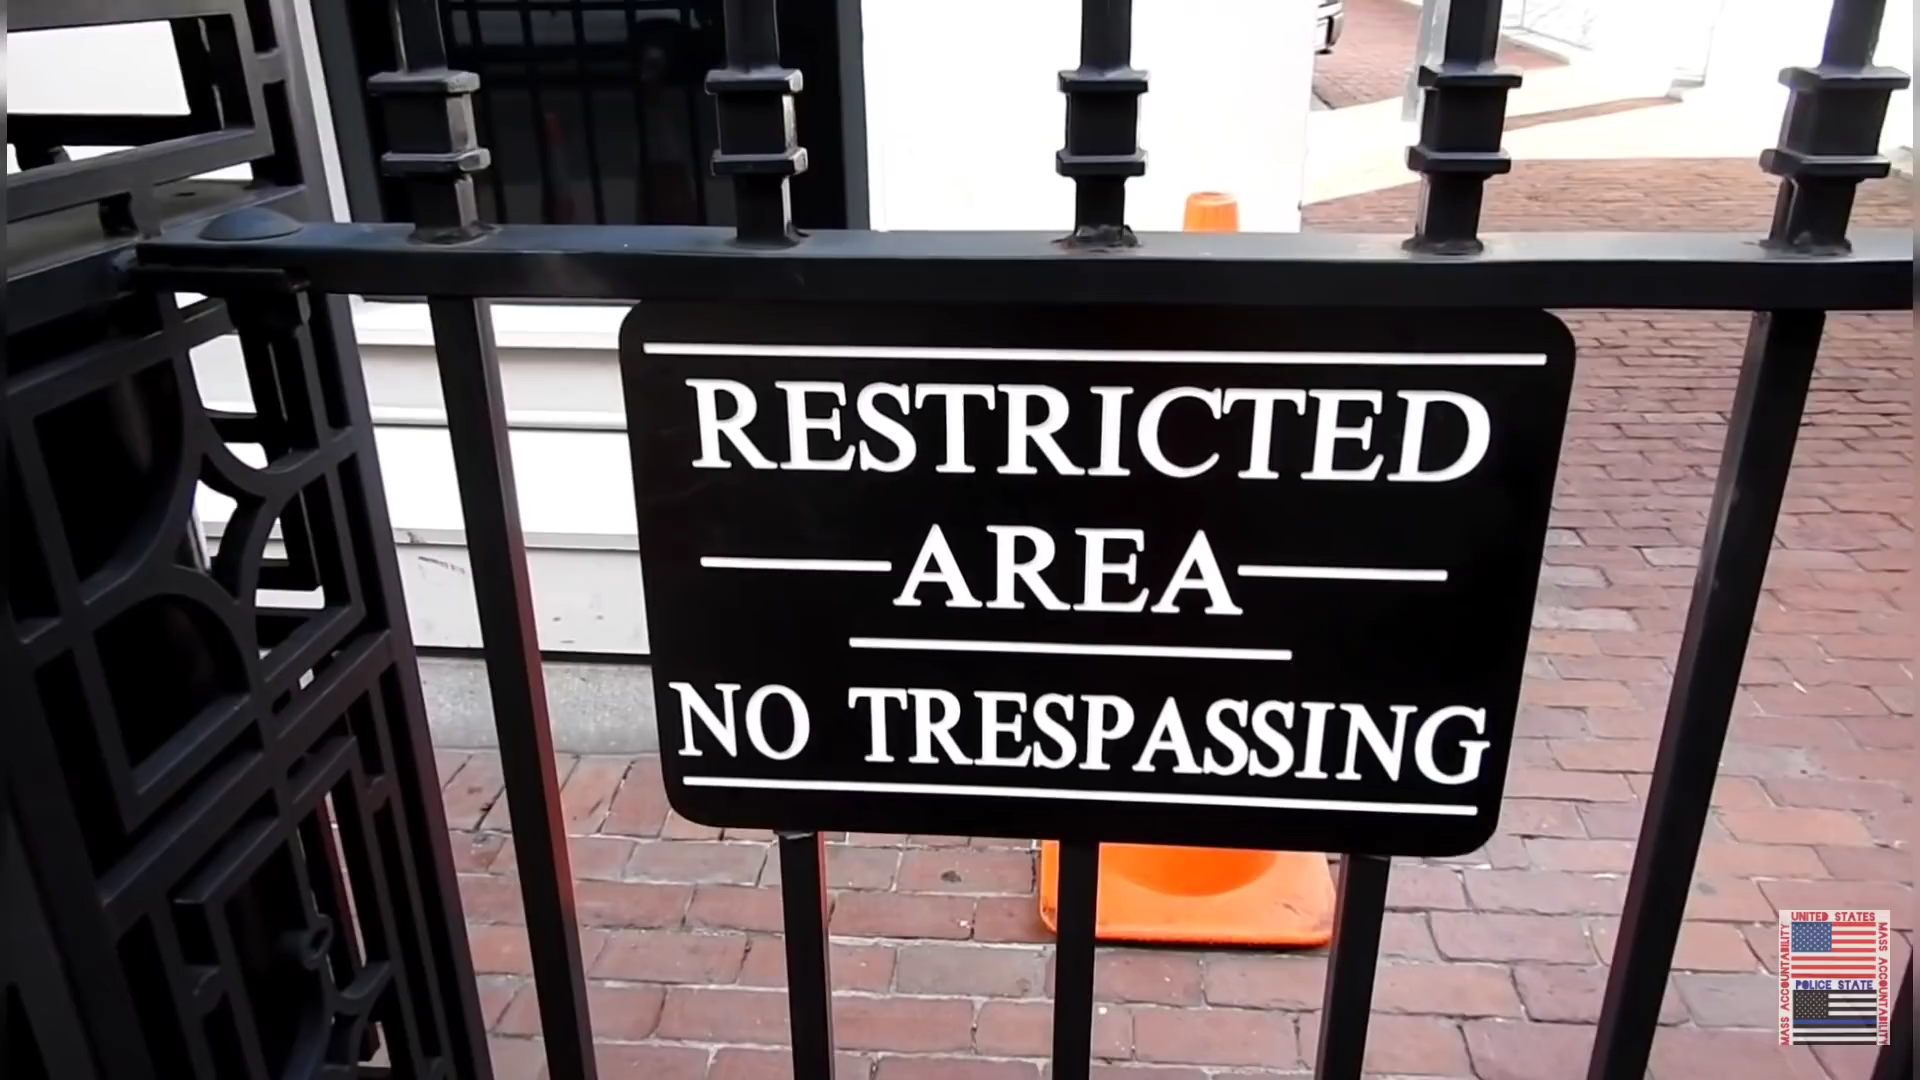 RESTRICTED
AREA
NO TRESPASSING
UNITED STATES
MASS ACCOUNTABILITY
MASS ACCOUNTABILITY
POLICE STATE